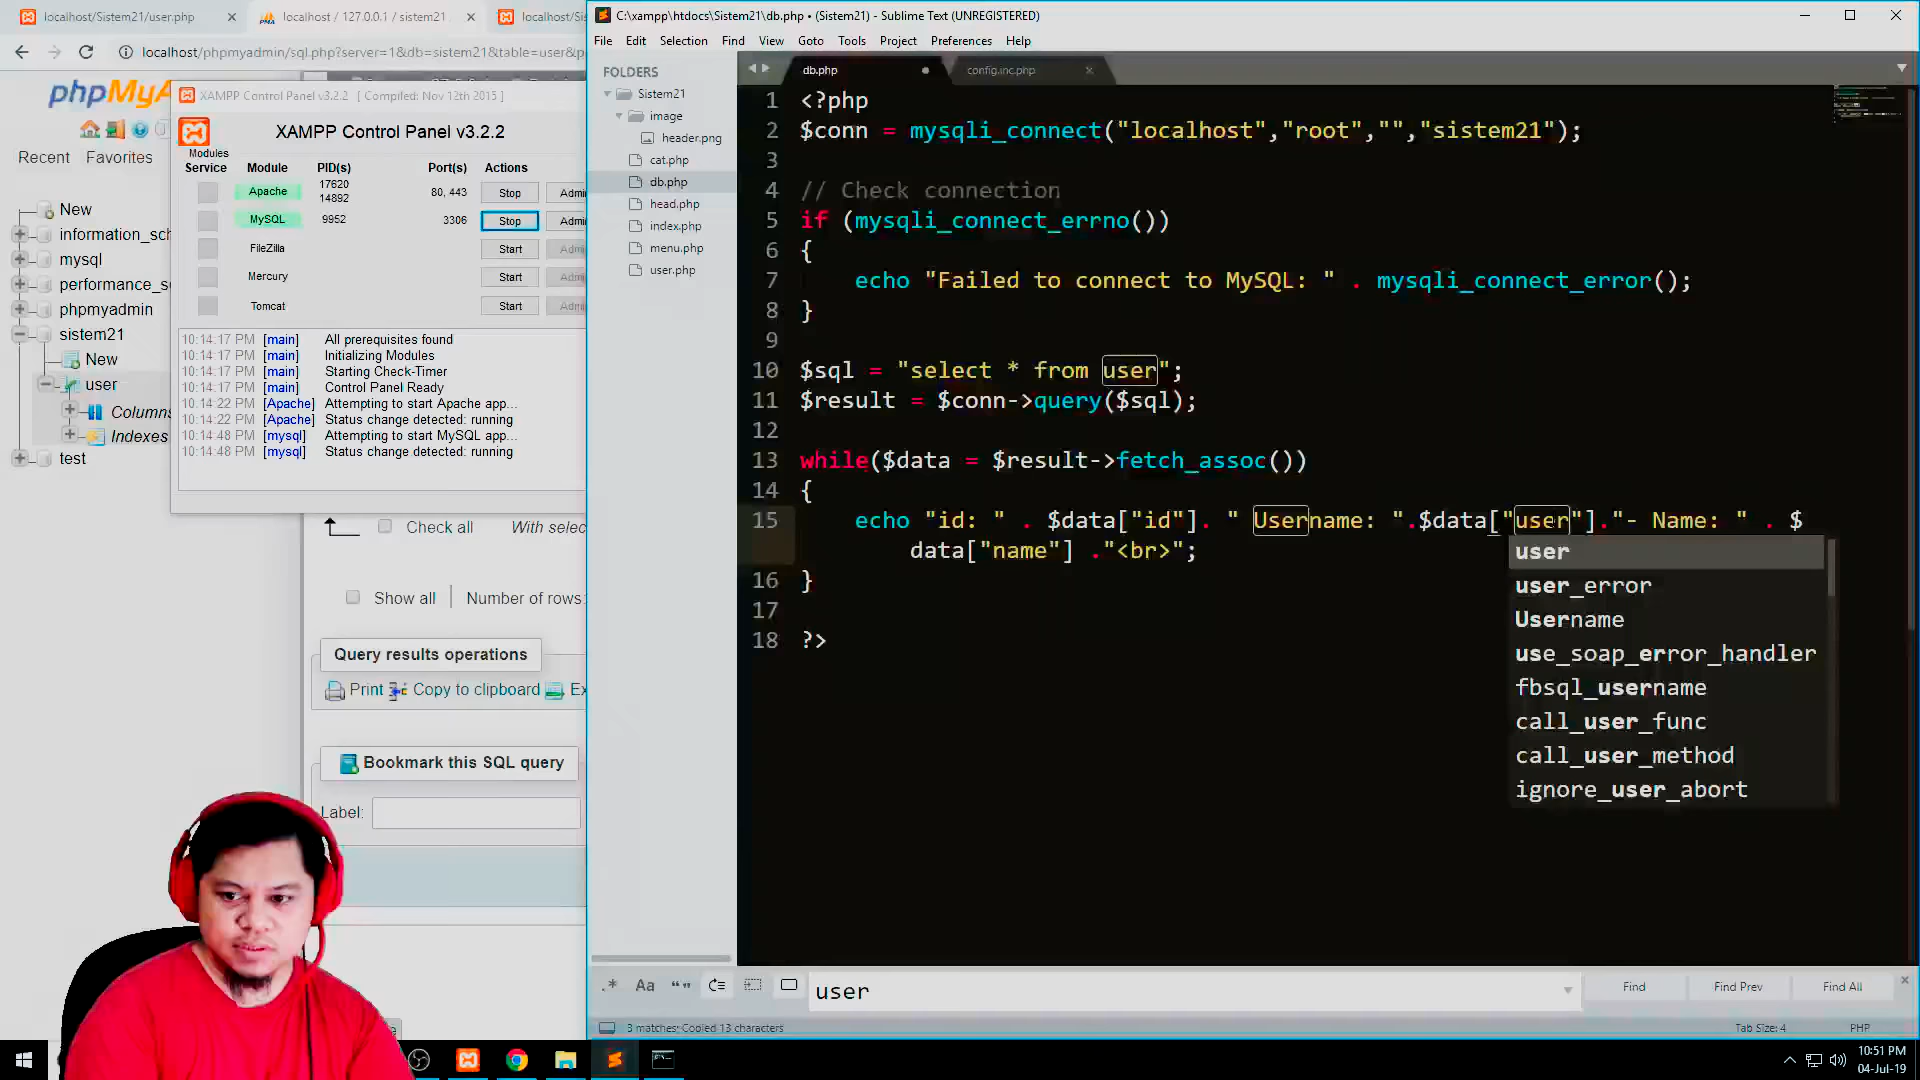 localhost/Sistem21/user.php
localhost / 127.0.0.1 / sistem21
localhost/Sis
localhost/phpmyadmin/sql.php?server=1&db=sistem21&table=user&p
phpMyA
Recent
Favorites
New
information_sch
mysql
performance_s
phpmyadmin
sistem21
New
user
Columns
Indexes
test
XAMPP Control Panel v3.2.2 [ Compiled: Nov 12th 2015 ]
XAMPP Control Panel v3.2.2
Modules
Service
Module
PID(s)
Port(s)
Actions
Apache
17620
14892
80, 443
Stop
Admi
MySQL
9952
3306
Stop
Admi
FileZilla
Start
Admi
Mercury
Start
Admi
Tomcat
Start
Admi
10:14:17 PM [main] All prerequisites found
10:14:17 PM [main] Initializing Modules
10:14:17 PM [main] Starting Check-Timer
10:14:17 PM [main] Control Panel Ready
10:14:22 PM [Apache] Attempting to start Apache app...
10:14:22 PM [Apache] Status change detected: running
10:14:48 PM [mysql] Attempting to start MySQL app...
10:14:48 PM [mysql] Status change detected: running
Check all
With selec
Show all
Number of rows:
Query results operations
Print
Copy to clipboard
Ex
Bookmark this SQL query
Label:
C:\xampp\htdocs\Sistem21\db.php • (Sistem21) - Sublime Text (UNREGISTERED)
File Edit Selection Find View Goto Tools Project Preferences Help
FOLDERS
Sistem21
image
header.png
cat.php
db.php
head.php
index.php
menu.php
user.php
db.php
config.inc.php
1 <?php
2 $conn = mysqli_connect("localhost","root","","sistem21");
3
4 // Check connection
5 if (mysqli_connect_errno())
6 {
7 echo "Failed to connect to MySQL: " . mysqli_connect_error();
8 }
9
10 $sql = "select * from user";
11 $result = $conn->query($sql);
12
13 while($data = $result->fetch_assoc())
14 {
15 echo "id: " . $data["id"]. " Username: ".$data["user"]."- Name: " . $
data["name"] ."<br>";
16 }
17
18 ?>
user
user_error
Username
use_soap_error_handler
fbsql_username
call_user_func
call_user_method
ignore_user_abort
.*
Aa
“”
user
Find
Find Prev
Find All
3 matches; Copied 13 characters
Tab Size: 4
PHP
10:51 PM
04-Jul-19